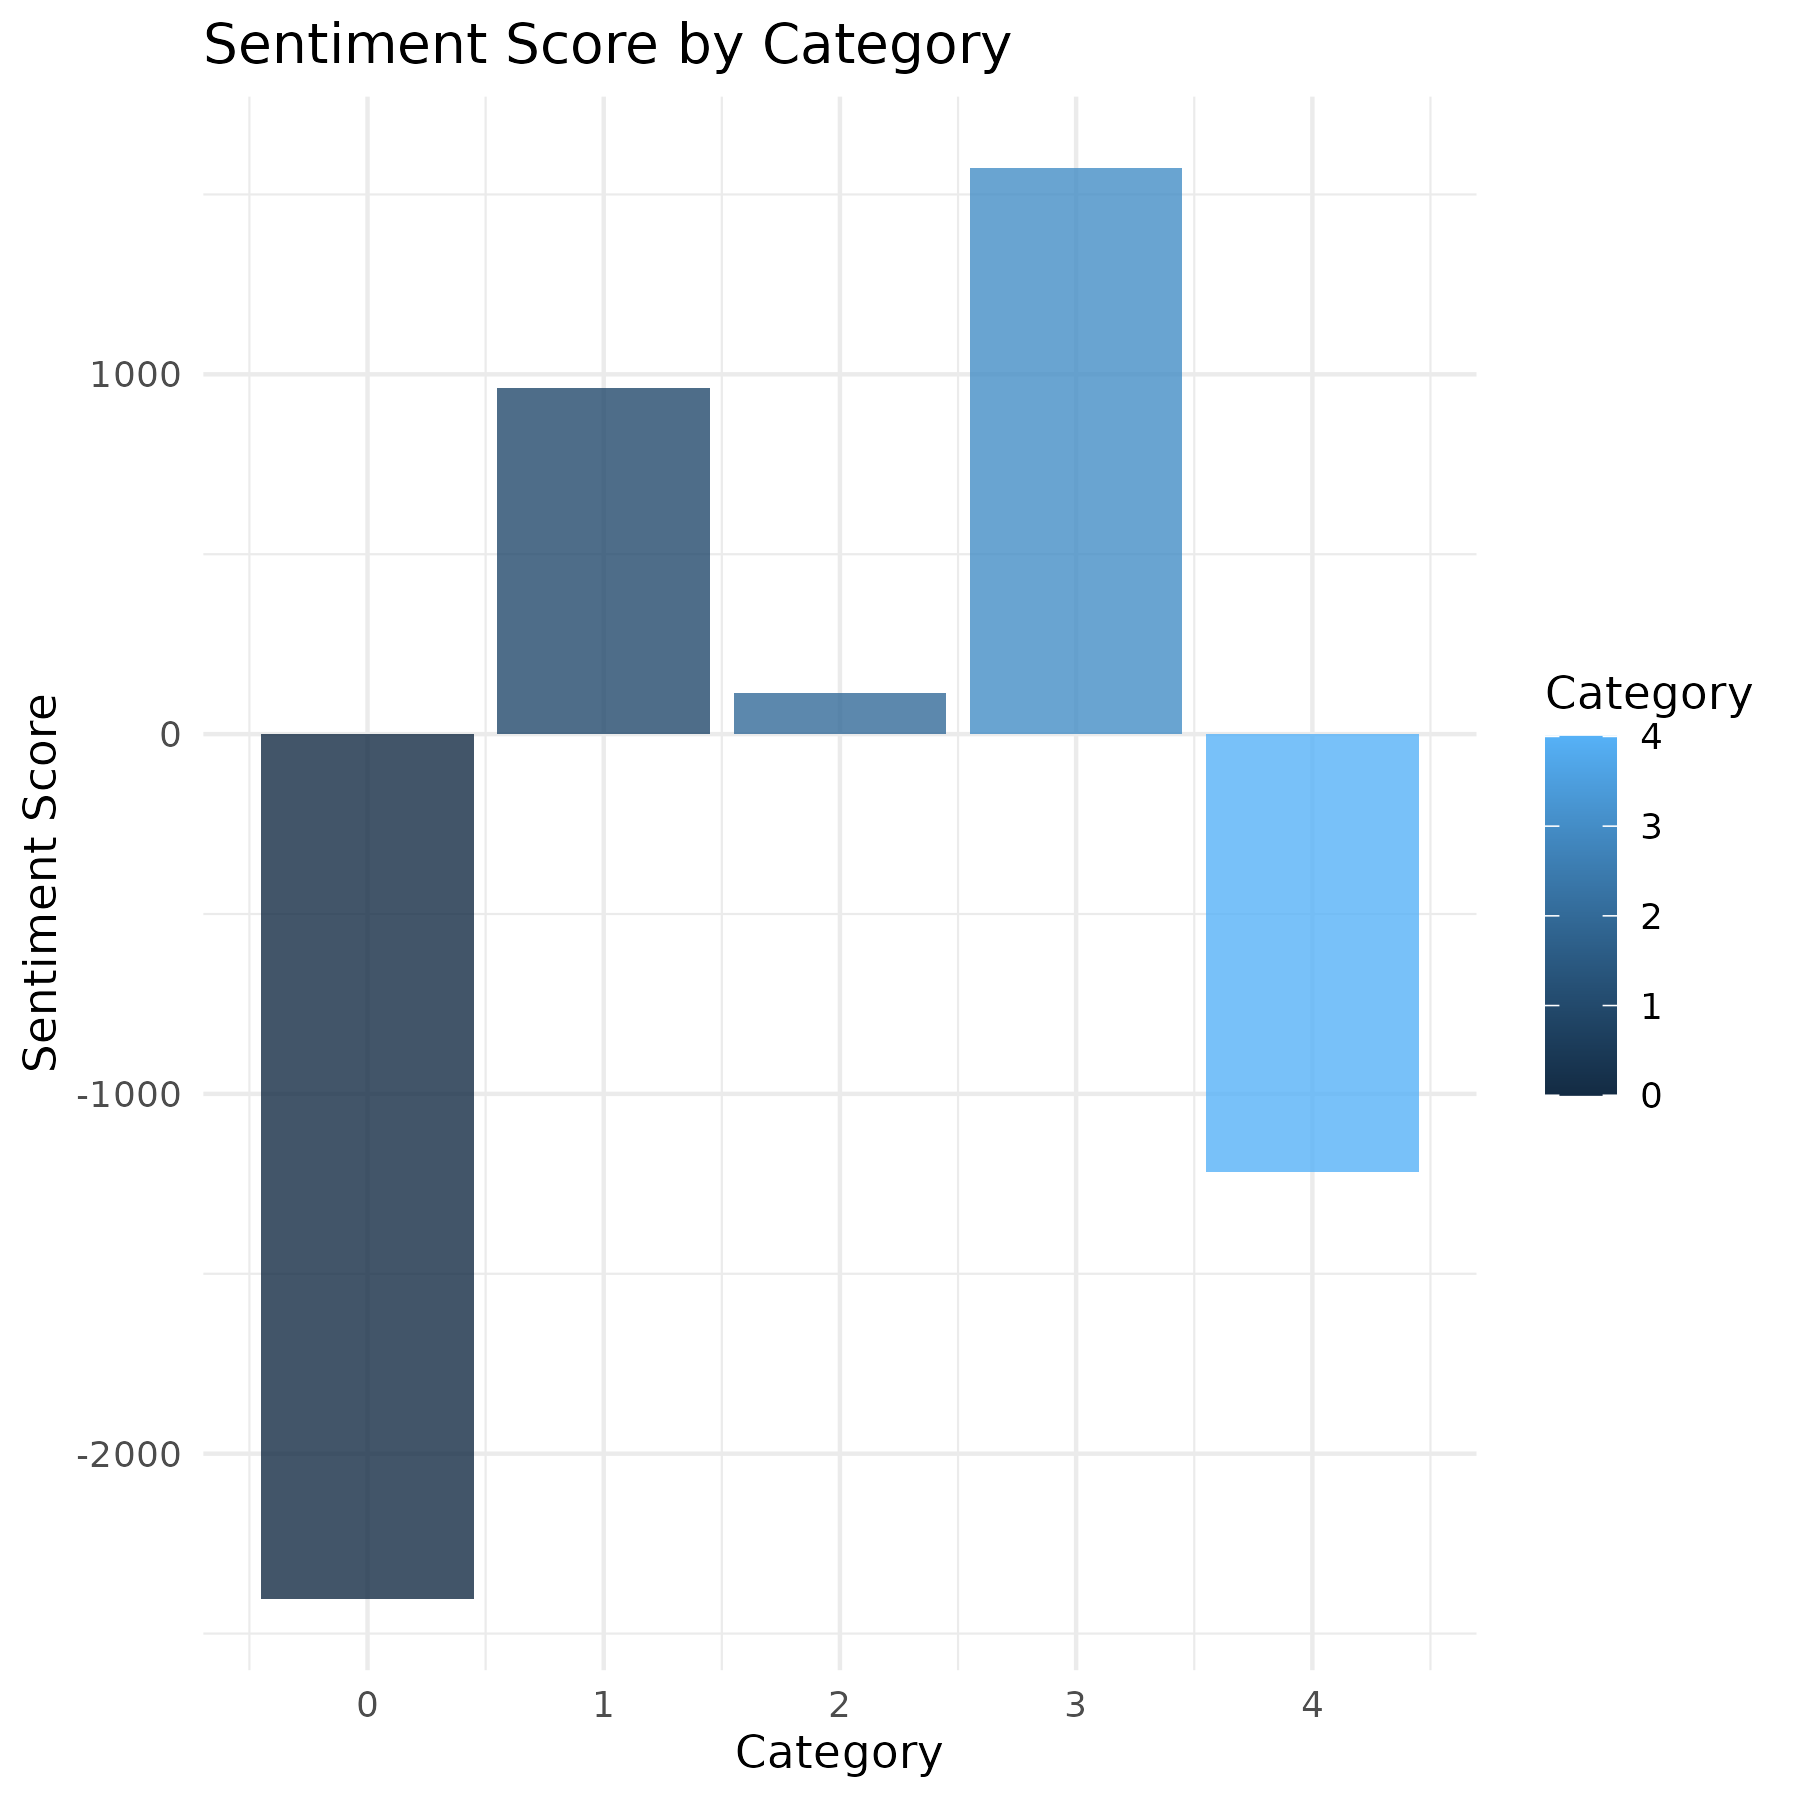 Sentiment Score by Category
1000
0
-1000
-2000
Sentiment Score
0 1 2 3 4
Category
Category
4
3
2
1
0